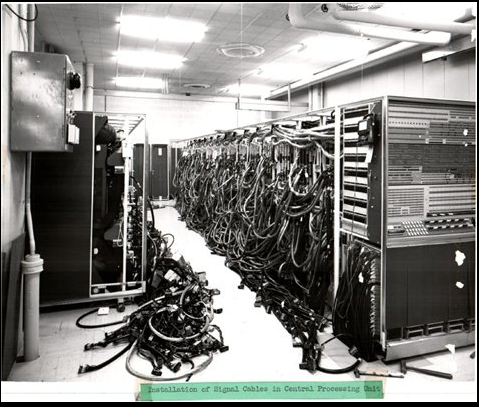 Installation of Signal Cables in Central Processing Unit